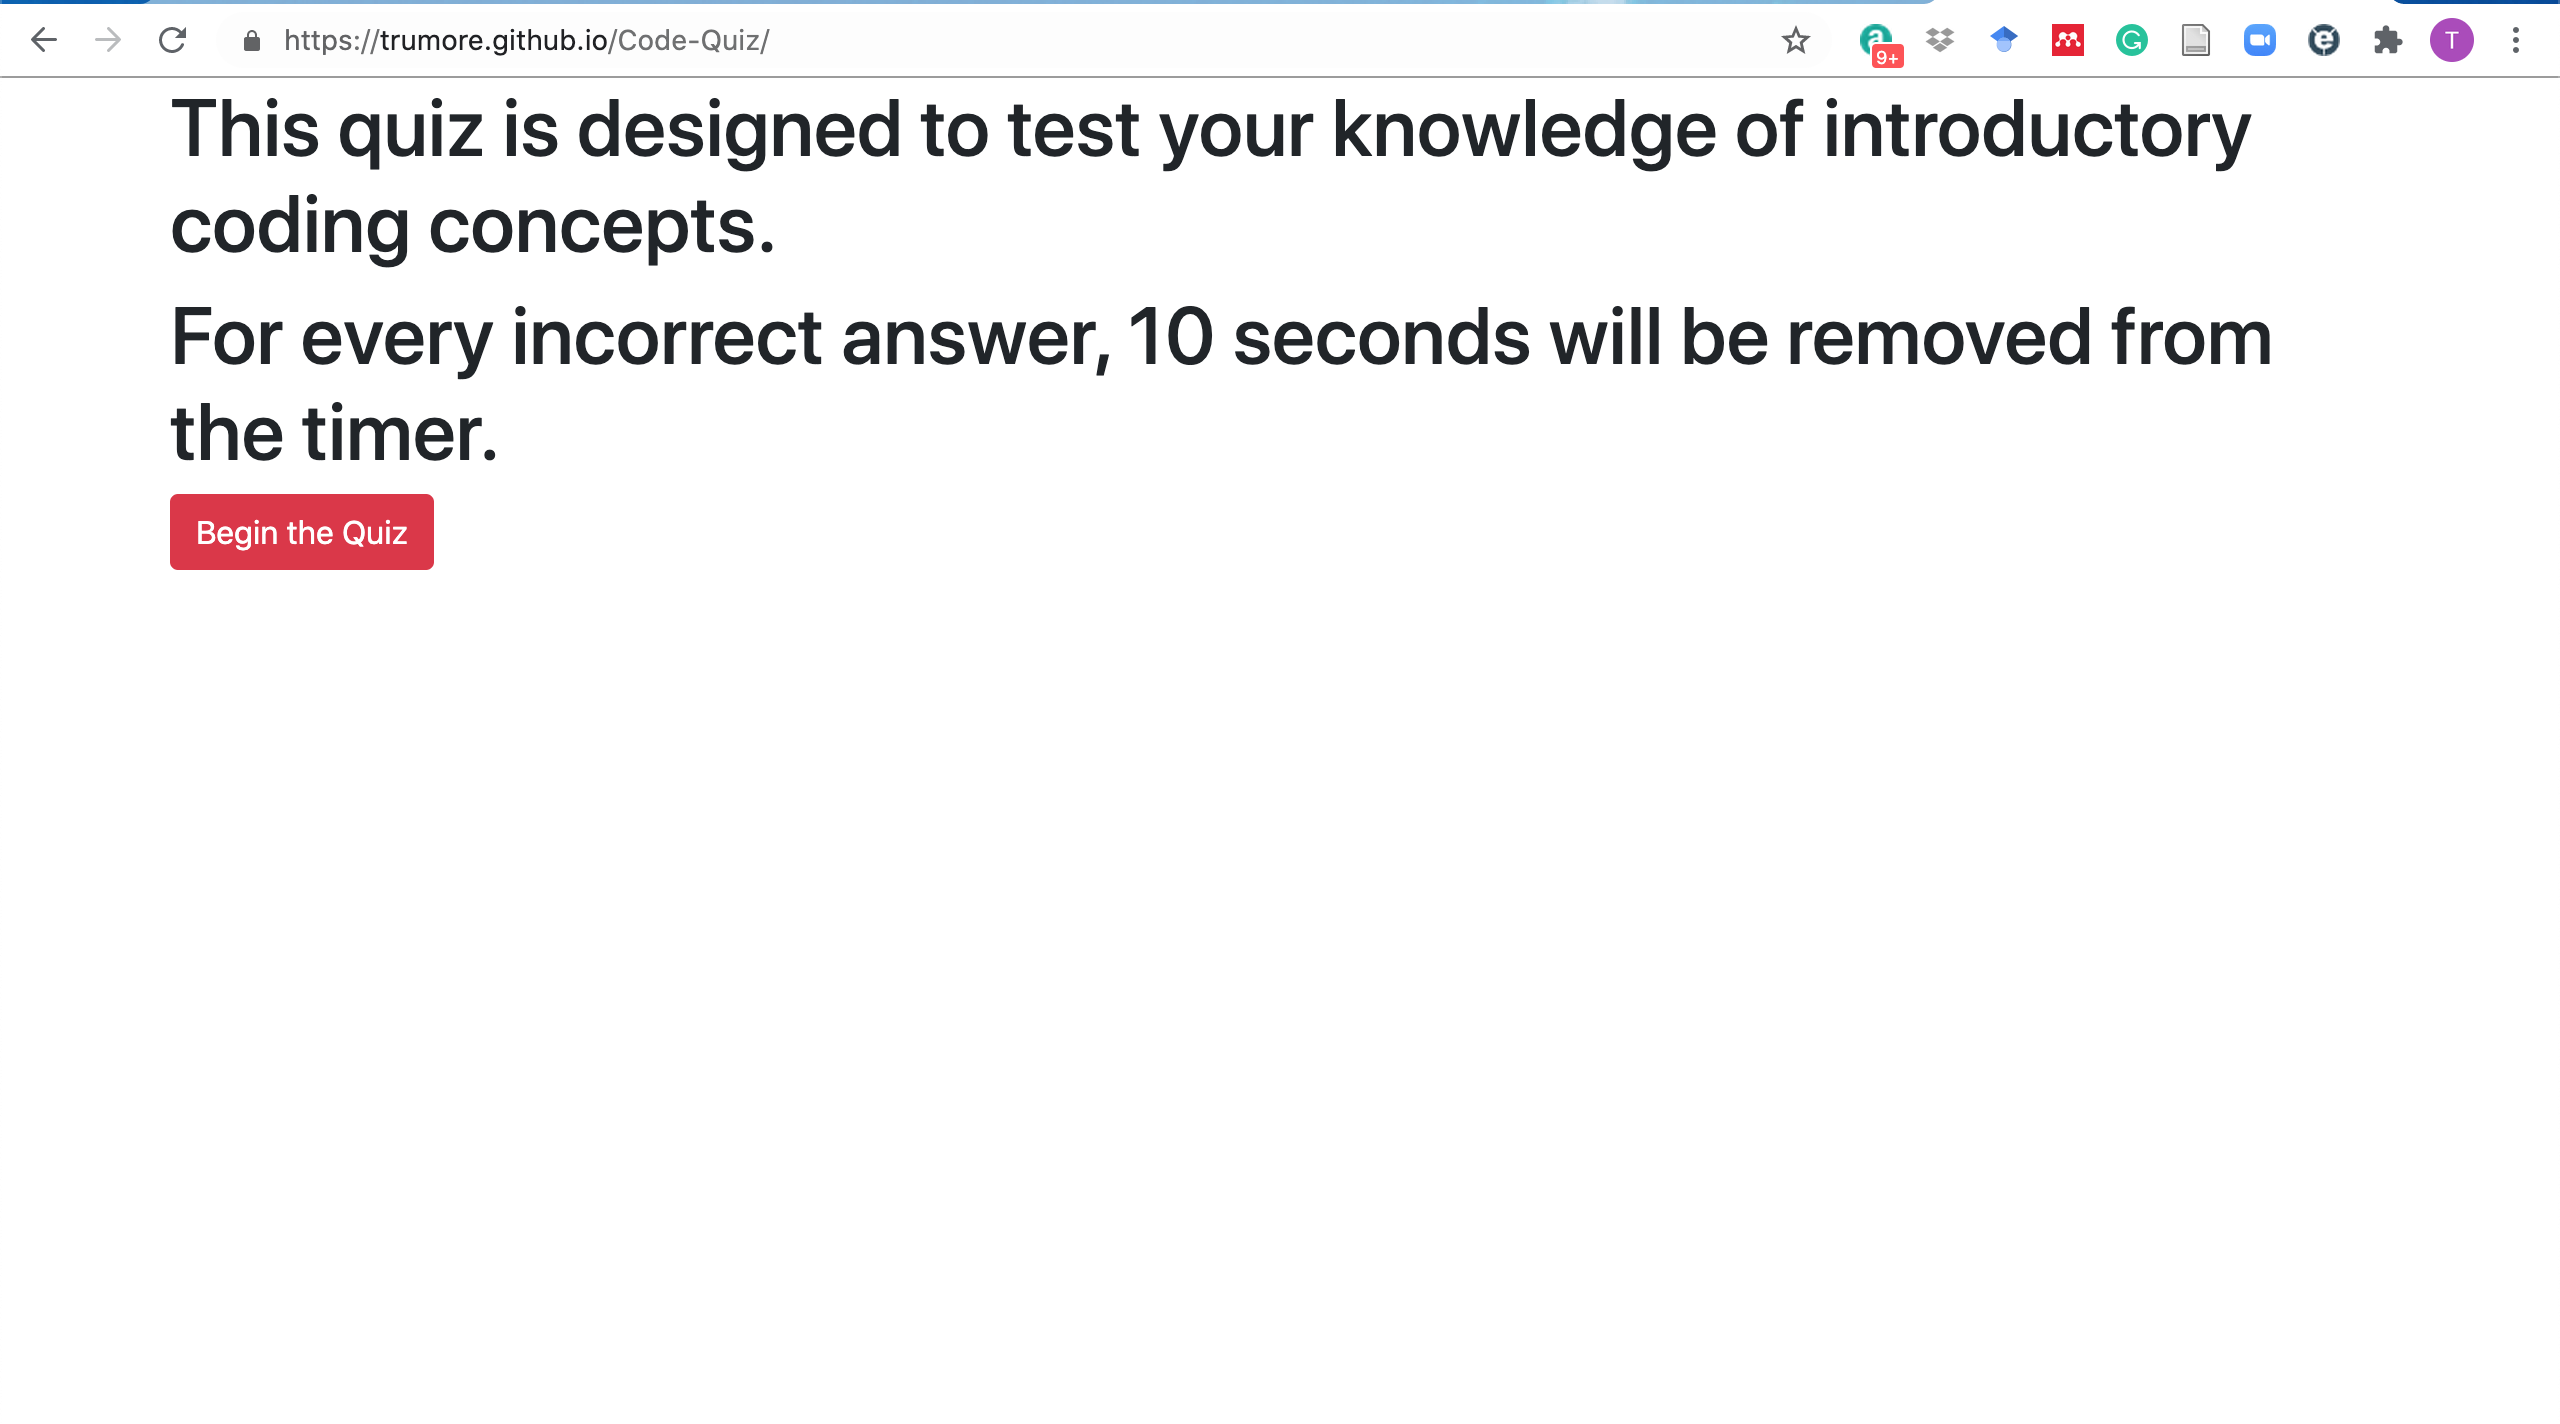 https://trumore.github.io/Code-Quiz/
a
9+
G
e
T
This quiz is designed to test your knowledge of introductory
coding concepts.
For every incorrect answer, 10 seconds will be removed from
the timer.
Begin the Quiz